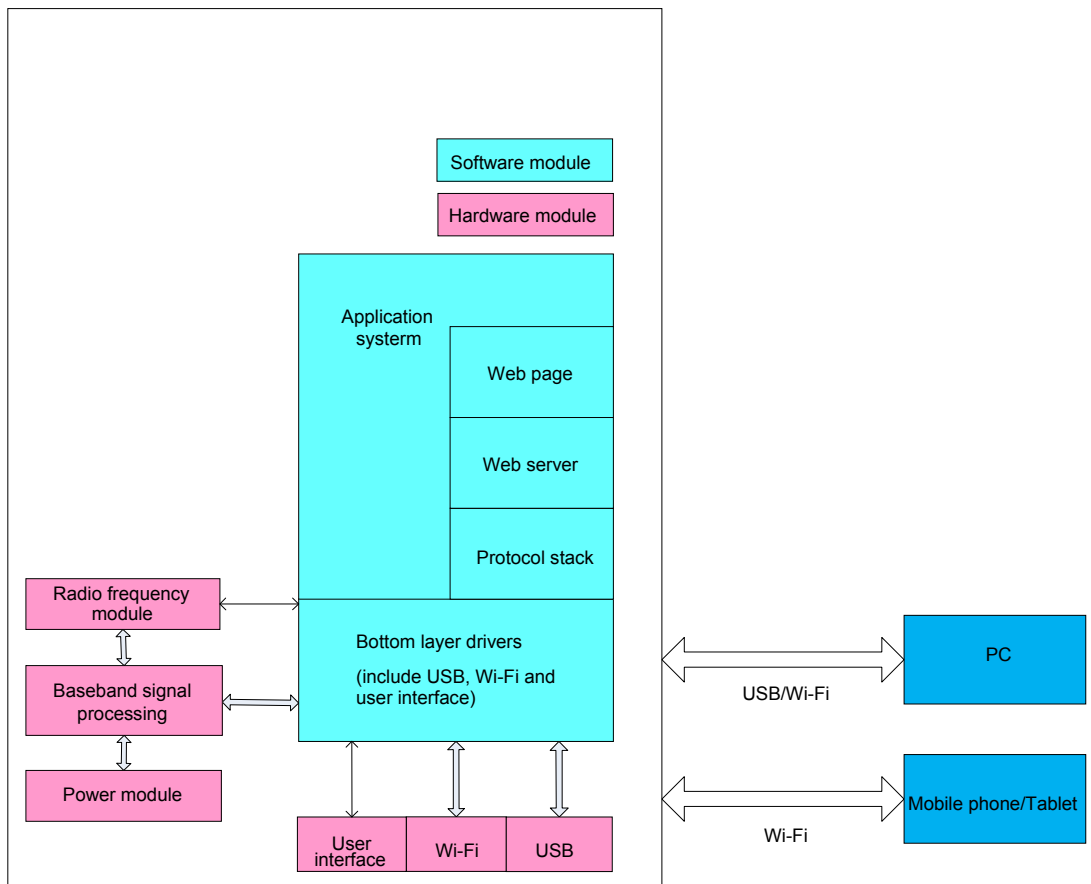 Software module
Hardware module
Application
systerm
Web page
Web server
Protocol stack
Radio frequency
module
Bottom layer drivers
(include USB, Wi-Fi and
user interface)
Baseband signal
processing
Power module
User
interface
Wi-Fi
USB
PC
USB/Wi-Fi
Mobile phone/Tablet
Wi-Fi